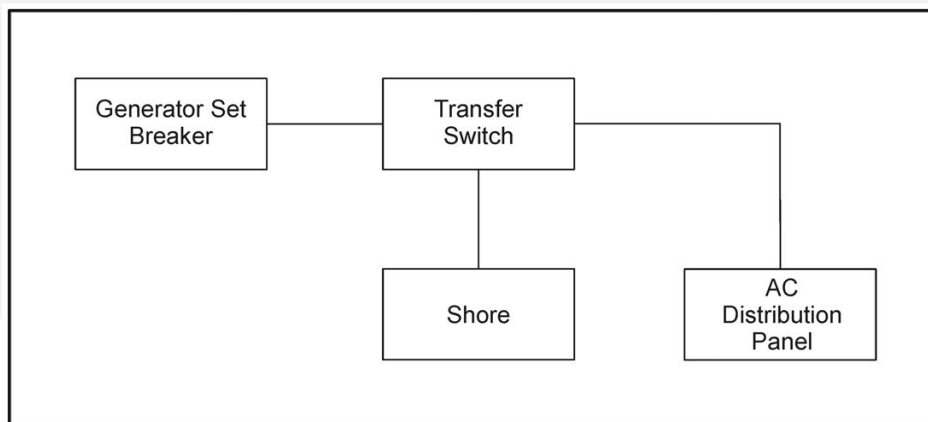 Generator Set
Breaker
Transfer
Switch
Shore
AC
Distribution
Panel